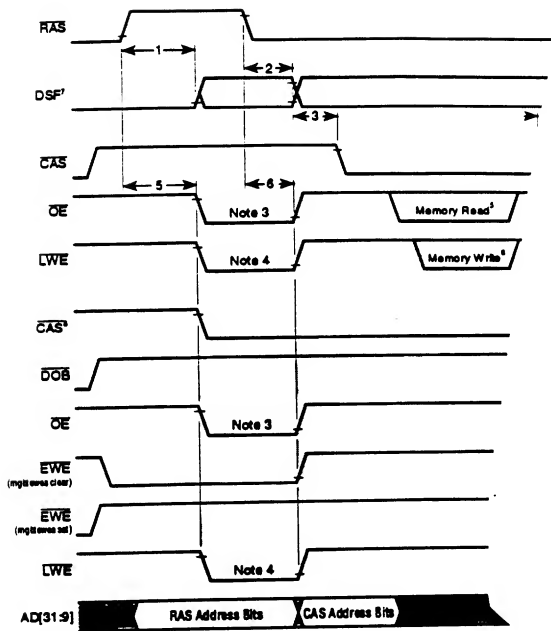 RAS
1
2
DSF⁷
3
CAS
5
6
OE
Note 3
Memory Read⁵
LWE
Note 4
Memory Write⁶
CAS⁸
DOB
OE
Note 3
EWE
EWE
LWE
Note 4
AD[31:9]
RAS Address Bits
CAS Address Bits